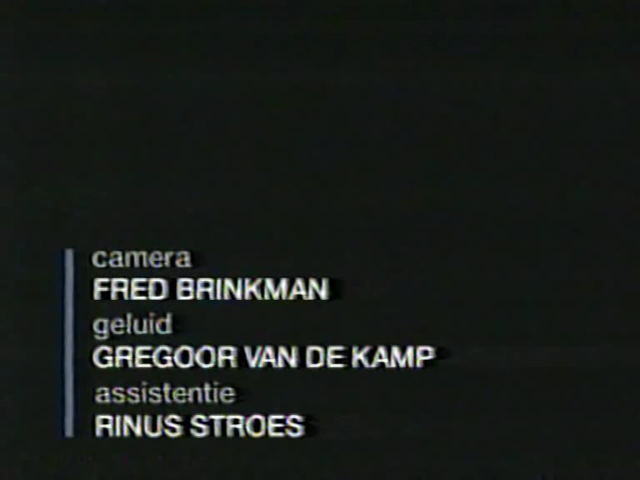 camera
FRED BRINKMAN
geluid
GREGOOR VAN DE KAMP
assistentie
RINUS STROES